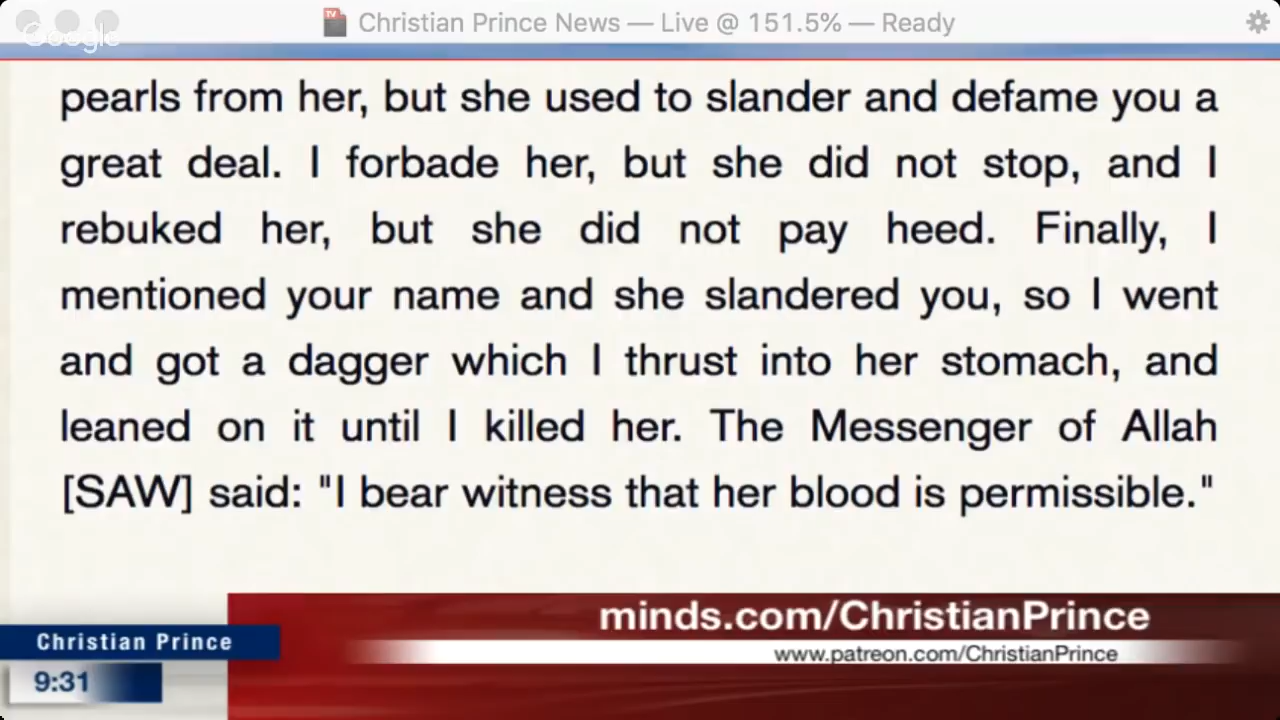 Christian Prince News — Live @ 151.5% — Ready
Google
TV
pearls from her, but she used to slander and defame you a
great deal. I forbade her, but she did not stop, and I
rebuked her, but she did not pay heed. Finally, I
mentioned your name and she slandered you, so I went
and got a dagger which I thrust into her stomach, and
leaned on it until I killed her. The Messenger of Allah
[SAW] said: "I bear witness that her blood is permissible."
minds.com/ChristianPrince
Christian Prince
www.patreon.com/ChristianPrince
9:31